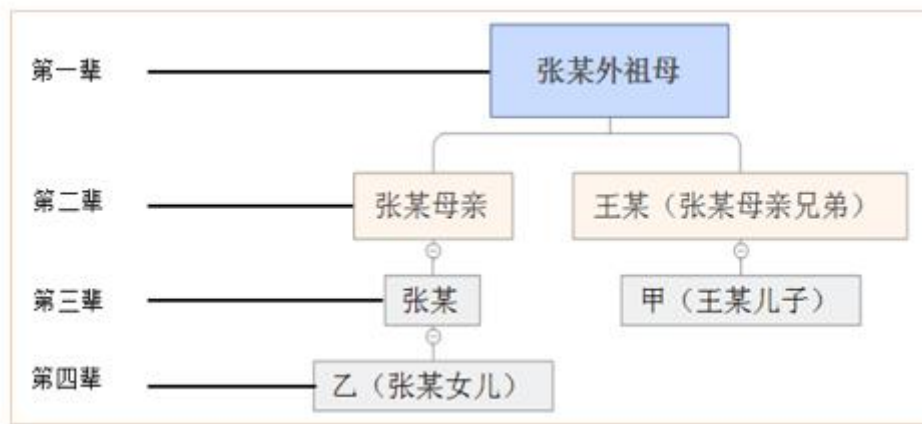 第一辈
张某外祖母
第二辈
张某母亲
王某（张某母亲兄弟）
第三辈
张某
甲（王某儿子）
第四辈
乙（张某女儿）